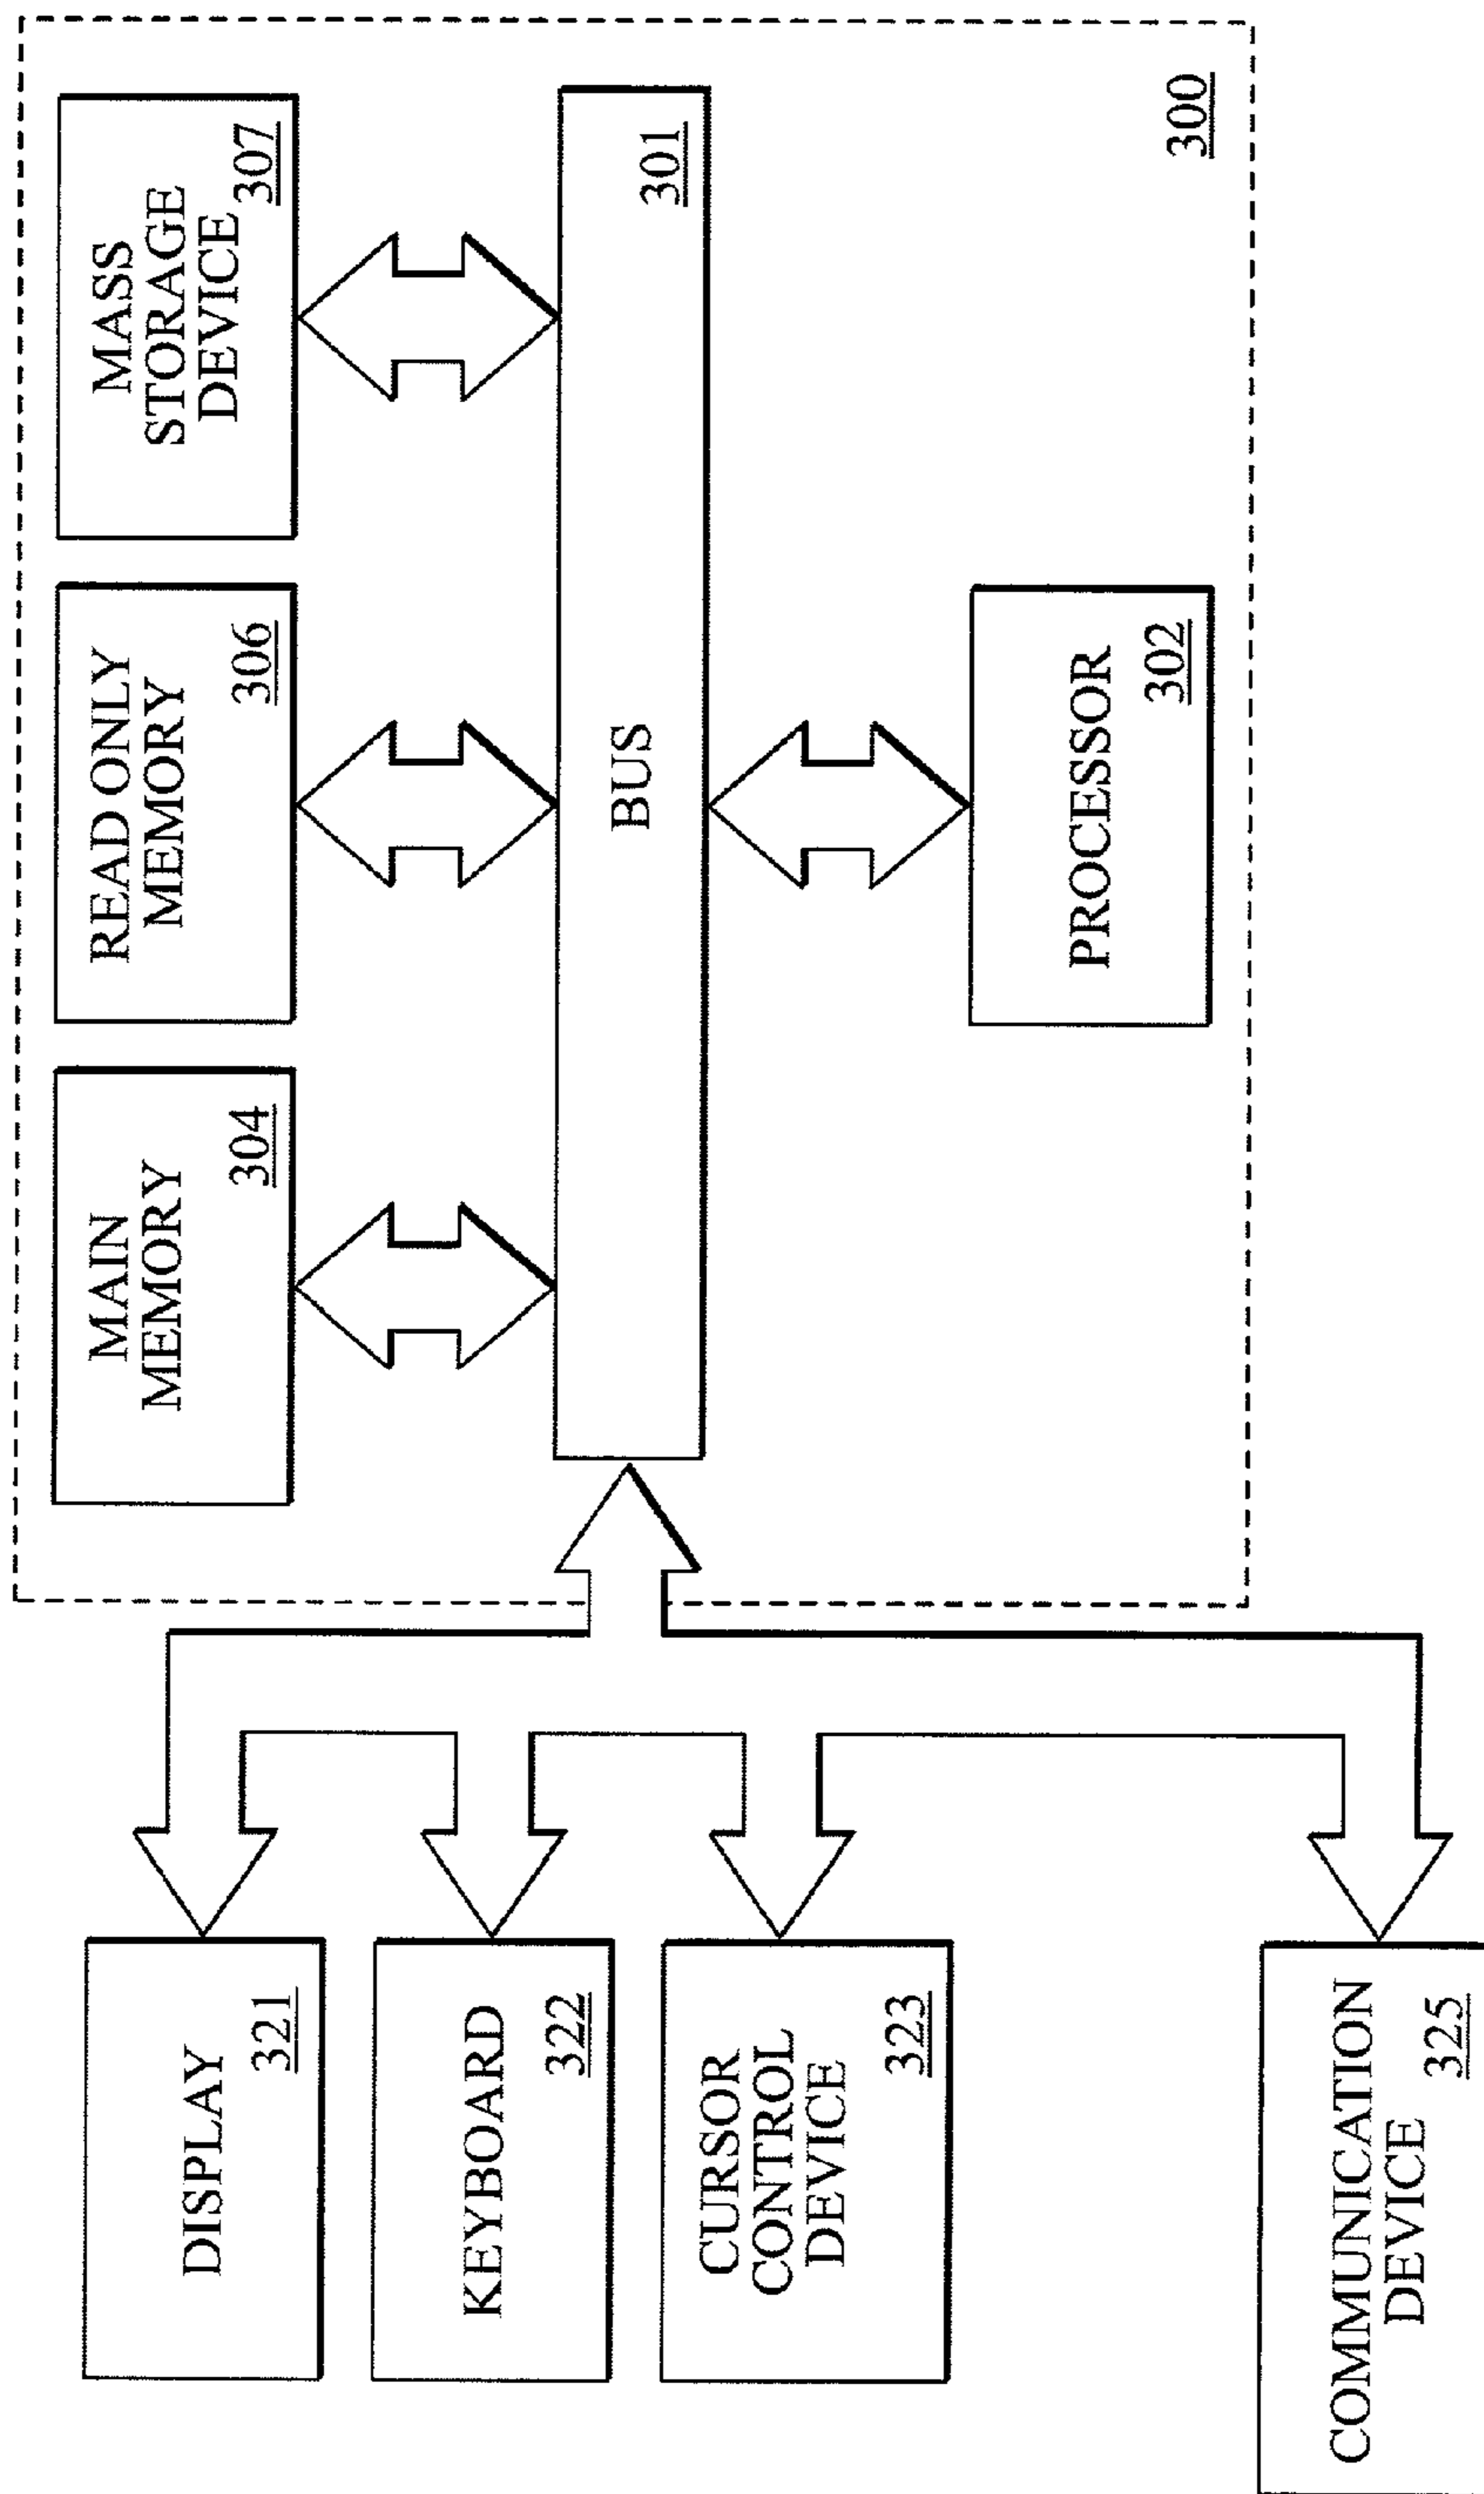 DISPLAY
321
KEYBOARD
322
CURSOR
CONTROL
DEVICE
323
COMMUNICATION
DEVICE
325
MAIN
MEMORY
304
READ ONLY
MEMORY
306
MASS
STORAGE
DEVICE
307
BUS
301
PROCESSOR
302
300